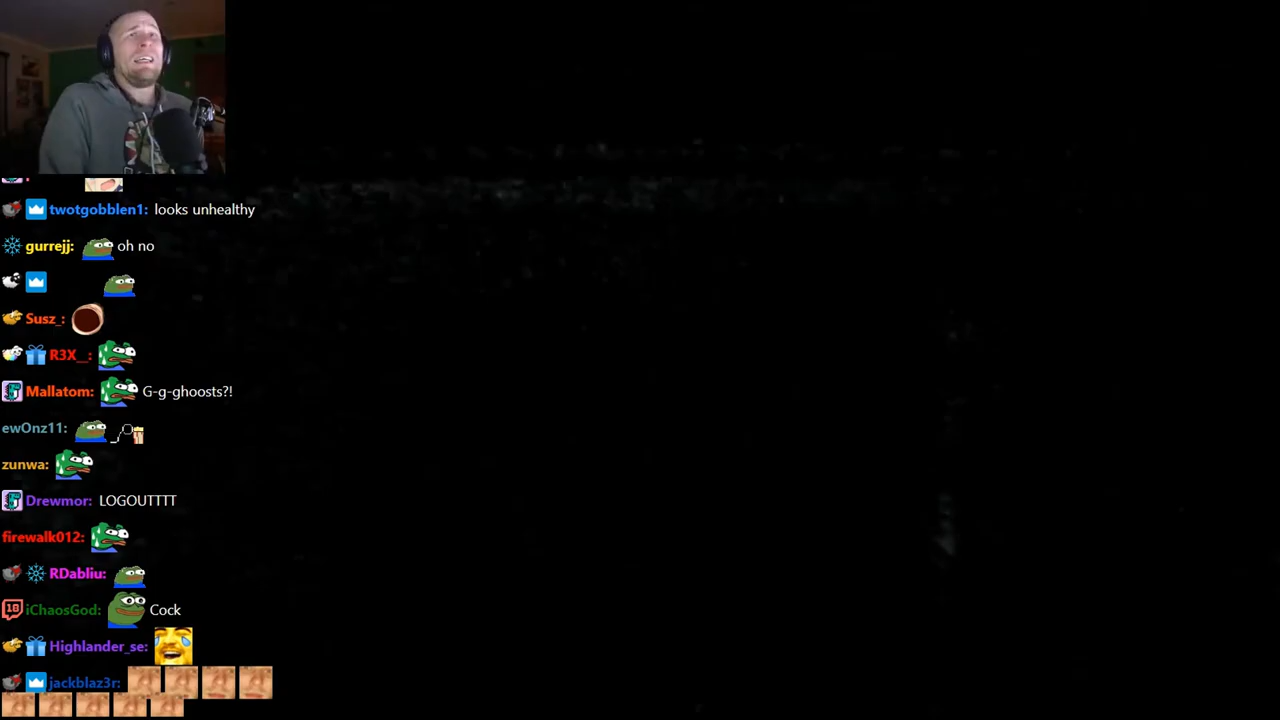 twotgobblen1: looks unhealthy
gurrejj: oh no
Susz_:
R3X__:
Mallatom: G-g-ghoosts?!
ewOnz11:
zunwa:
Drewmor: LOGOUTTTT
firewalk012:
RDabliu:
iChaosGod: Cock
Highlander_se:
jackblaz3r: